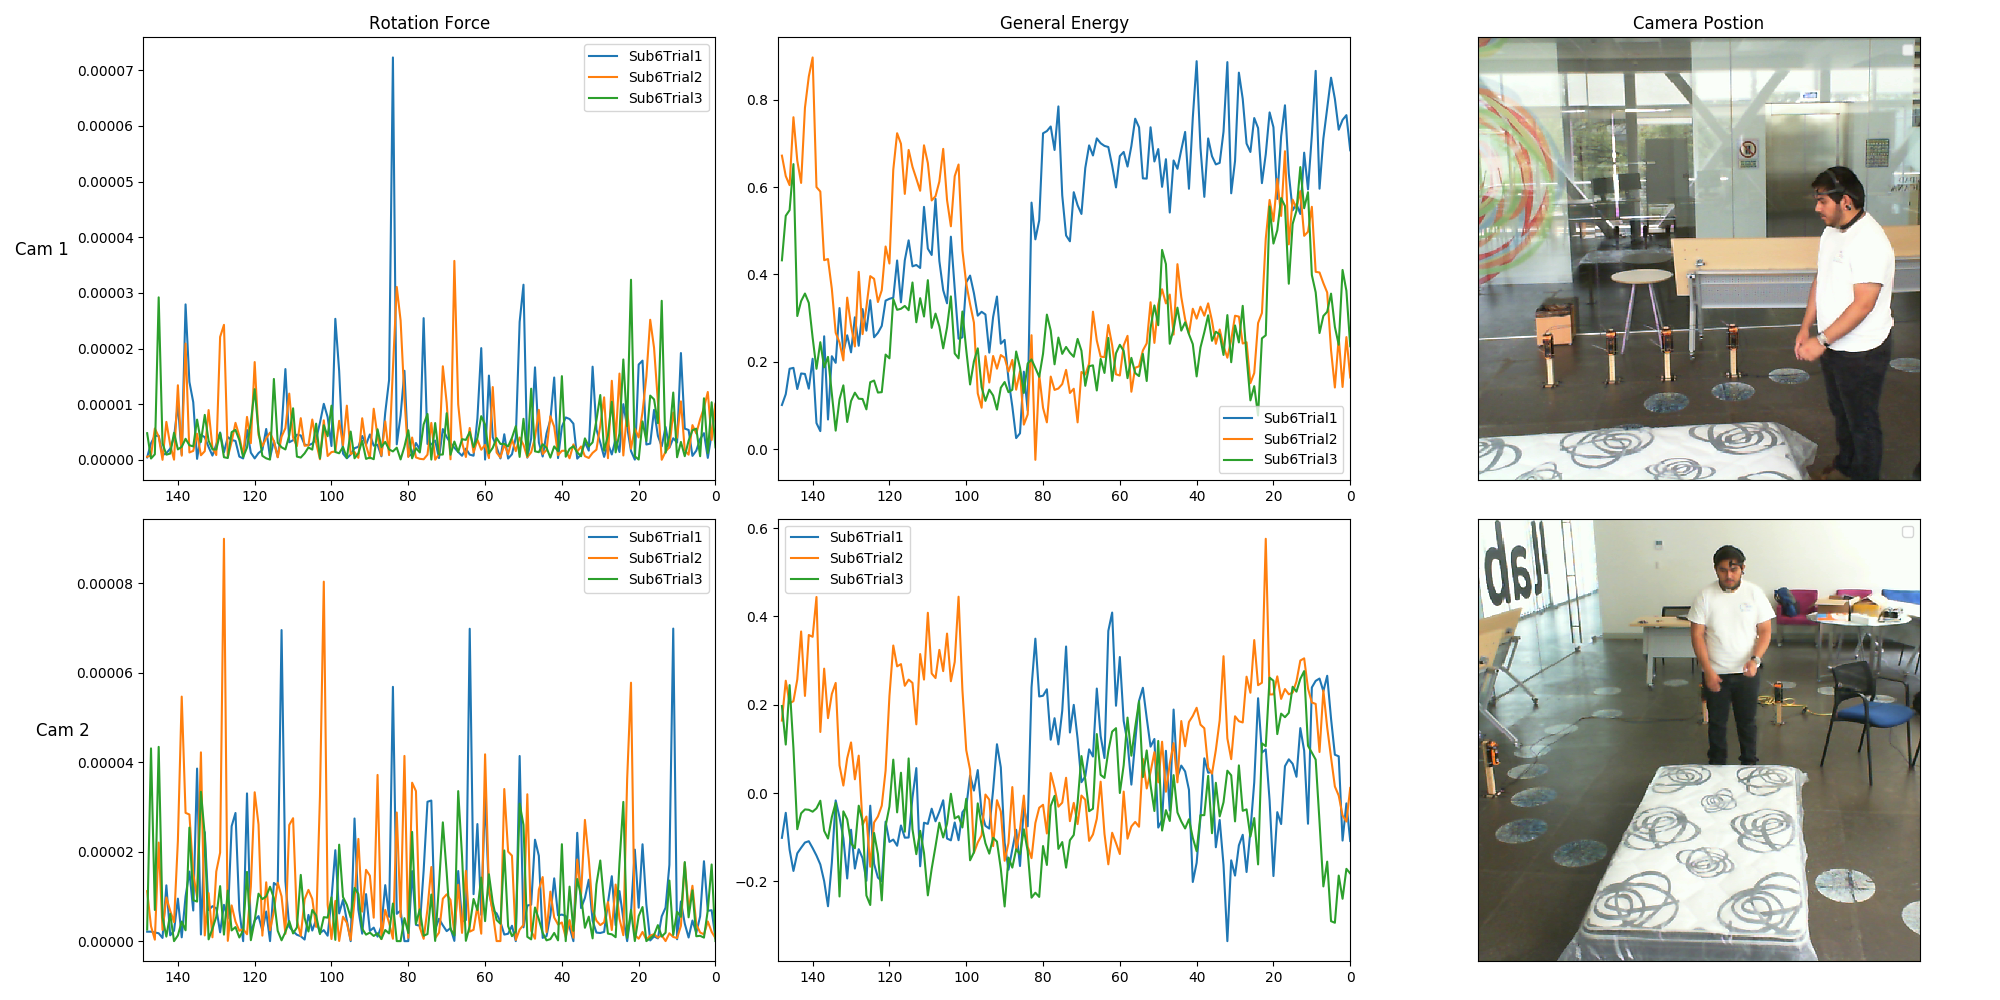 Rotation Force
General Energy
Camera Postion
Cam 1
0.00007
0.00006
0.00005
0.00004
0.00003
0.00002
0.00001
0.00000
Sub6Trial1
Sub6Trial2
Sub6Trial3
140 120 100 80 60 40 20 0
0.8
0.6
0.4
0.2
0.0
Sub6Trial1
Sub6Trial2
Sub6Trial3
140 120 100 80 60 40 20 0
Cam 2
0.00008
0.00006
0.00004
0.00002
0.00000
Sub6Trial1
Sub6Trial2
Sub6Trial3
140 120 100 80 60 40 20 0
0.6
0.4
0.2
0.0
−0.2
Sub6Trial1
Sub6Trial2
Sub6Trial3
140 120 100 80 60 40 20 0